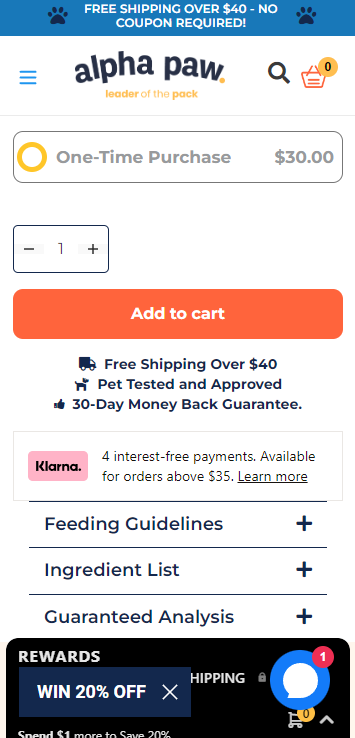 FREE SHIPPING OVER $40 - NO
COUPON REQUIRED!
alpha paw.
leader of the pack
0
One-Time Purchase $30.00
− 1 +
Add to cart
Free Shipping Over $40
Pet Tested and Approved
30-Day Money Back Guarantee.
Klarna.
4 interest-free payments. Available
for orders above $35. Learn more
Feeding Guidelines +
Ingredient List +
Guaranteed Analysis +
REWARDS
1
HIPPING
WIN 20% OFF
0
Spend $1 more to Save 20%